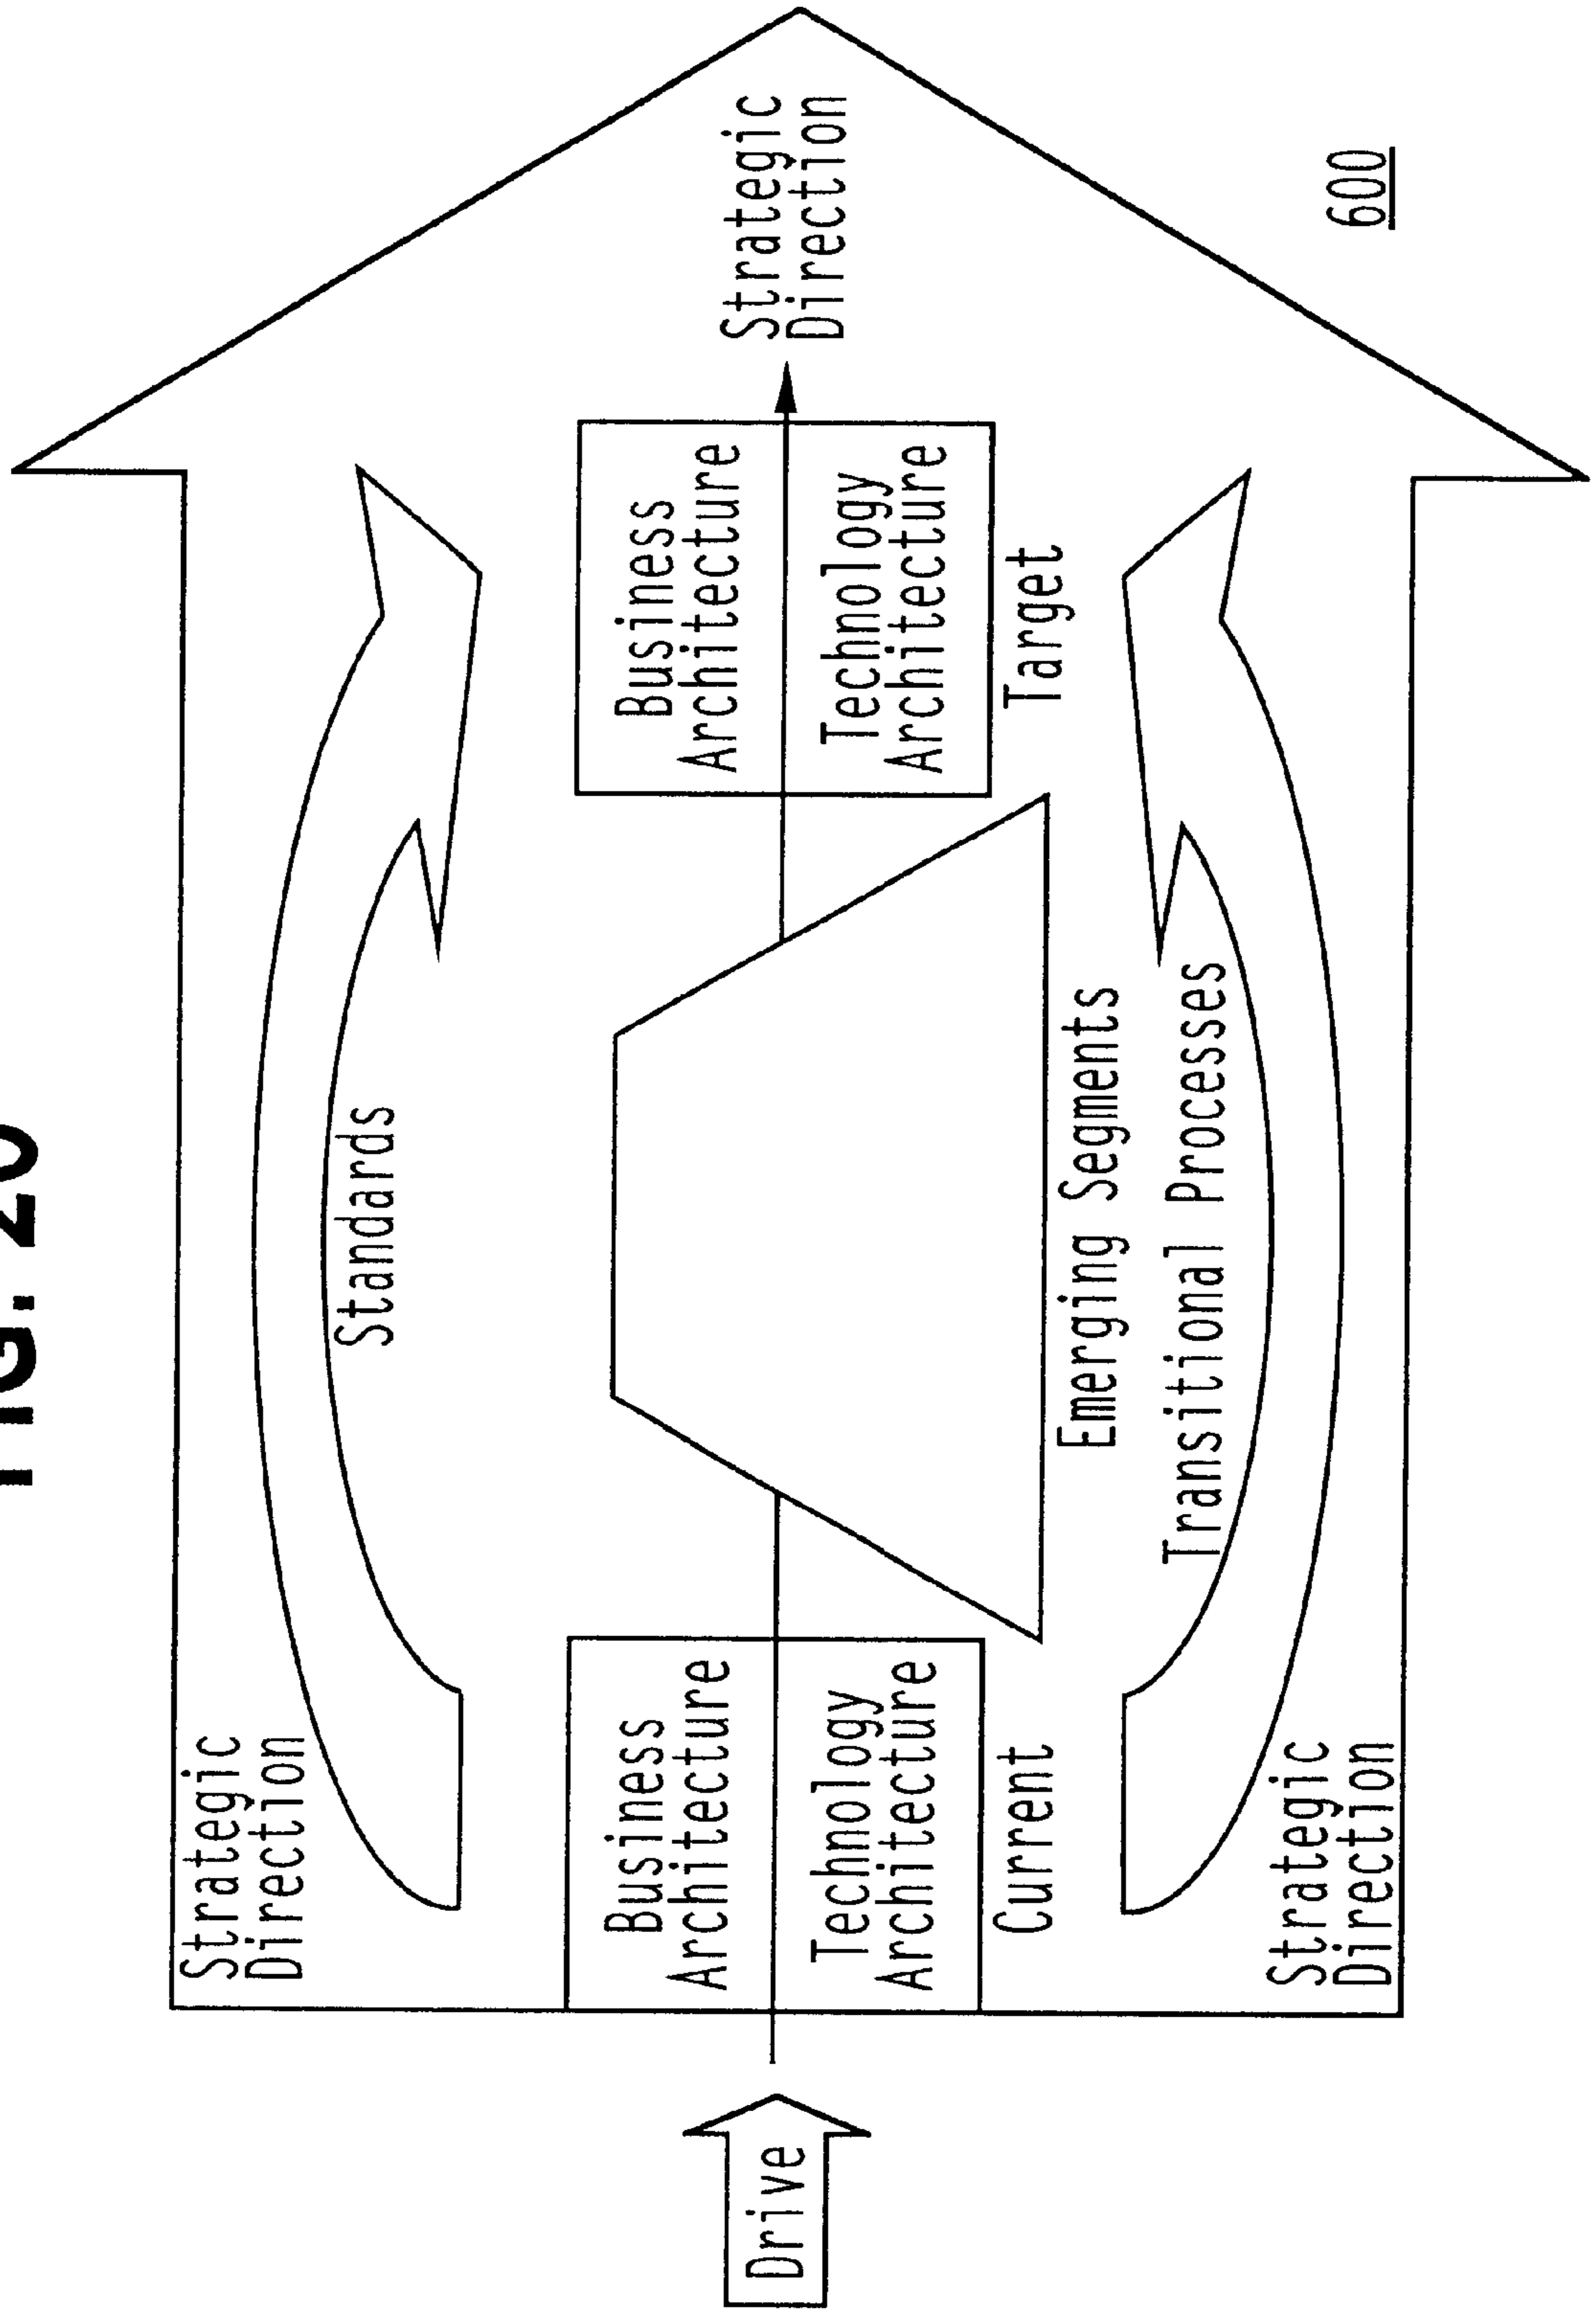 FIG. 20
Strategic
Direction
Standards
Drive
Business
Architecture
Technology
Architecture
Current
Business
Architecture
Technology
Architecture
Target
Strategic
Direction
Emerging Segments
Transitional Processes
Strategic
Direction
600